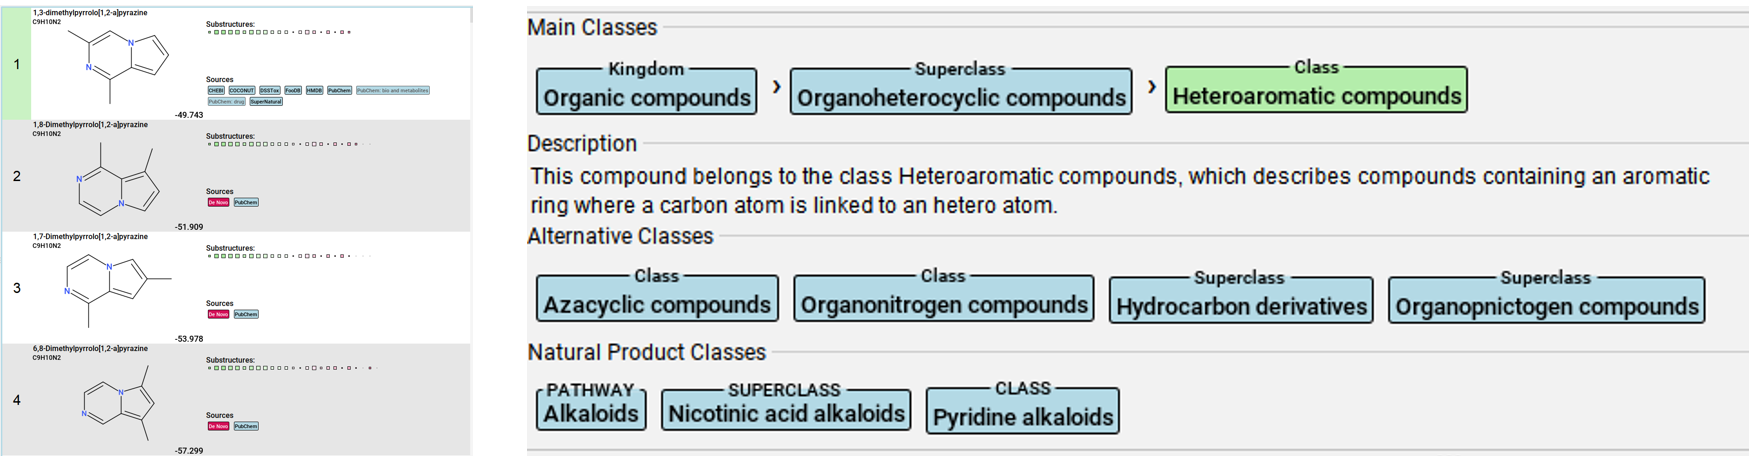 1,3-dimethylpyrrolo[1,2-a]pyrazine
C9H10N2
Substructures:
1
N
N
Sources
CHEBI COCONUT DSSTox FooDB HMDB PubChem PubChem: bio and metabolites
PubChem: drug SuperNatural
-49.743
1,8-Dimethylpyrrolo[1,2-a]pyrazine
C9H10N2
Substructures:
2
N
N
Sources
De Novo PubChem
-51.909
1,7-Dimethylpyrrolo[1,2-a]pyrazine
C9H10N2
Substructures:
3
N
N
Sources
De Novo PubChem
-53.978
6,8-Dimethylpyrrolo[1,2-a]pyrazine
C9H10N2
Substructures:
4
N
N
Sources
De Novo PubChem
-57.299
Main Classes
Kingdom Superclass Class
Organic compounds › Organoheterocyclic compounds › Heteroaromatic compounds
Description
This compound belongs to the class Heteroaromatic compounds, which describes compounds containing an aromatic
ring where a carbon atom is linked to an hetero atom.
Alternative Classes
Class Class Superclass Superclass
Azacyclic compounds Organonitrogen compounds Hydrocarbon derivatives Organopnictogen compounds
Natural Product Classes
PATHWAY SUPERCLASS CLASS
Alkaloids Nicotinic acid alkaloids Pyridine alkaloids